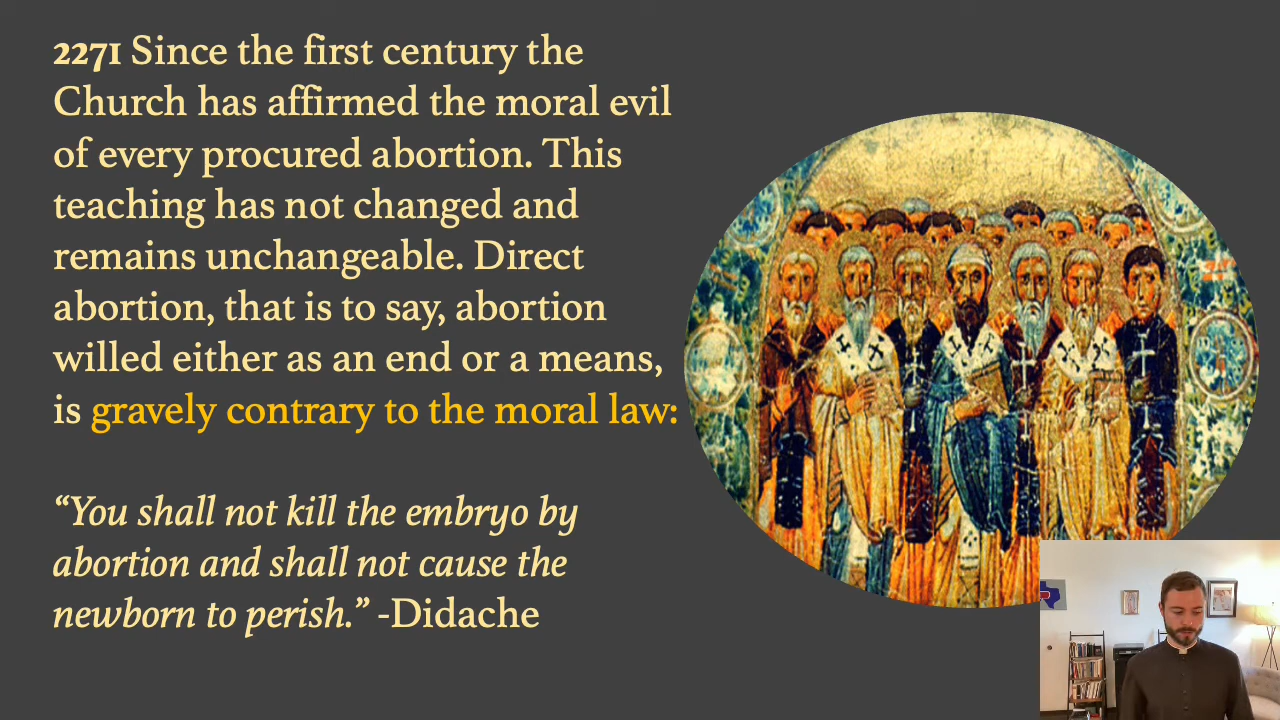 2271 Since the first century the
Church has affirmed the moral evil
of every procured abortion. This
teaching has not changed and
remains unchangeable. Direct
abortion, that is to say, abortion
willed either as an end or a means,
is gravely contrary to the moral law:
“You shall not kill the embryo by
abortion and shall not cause the
newborn to perish.” -Didache